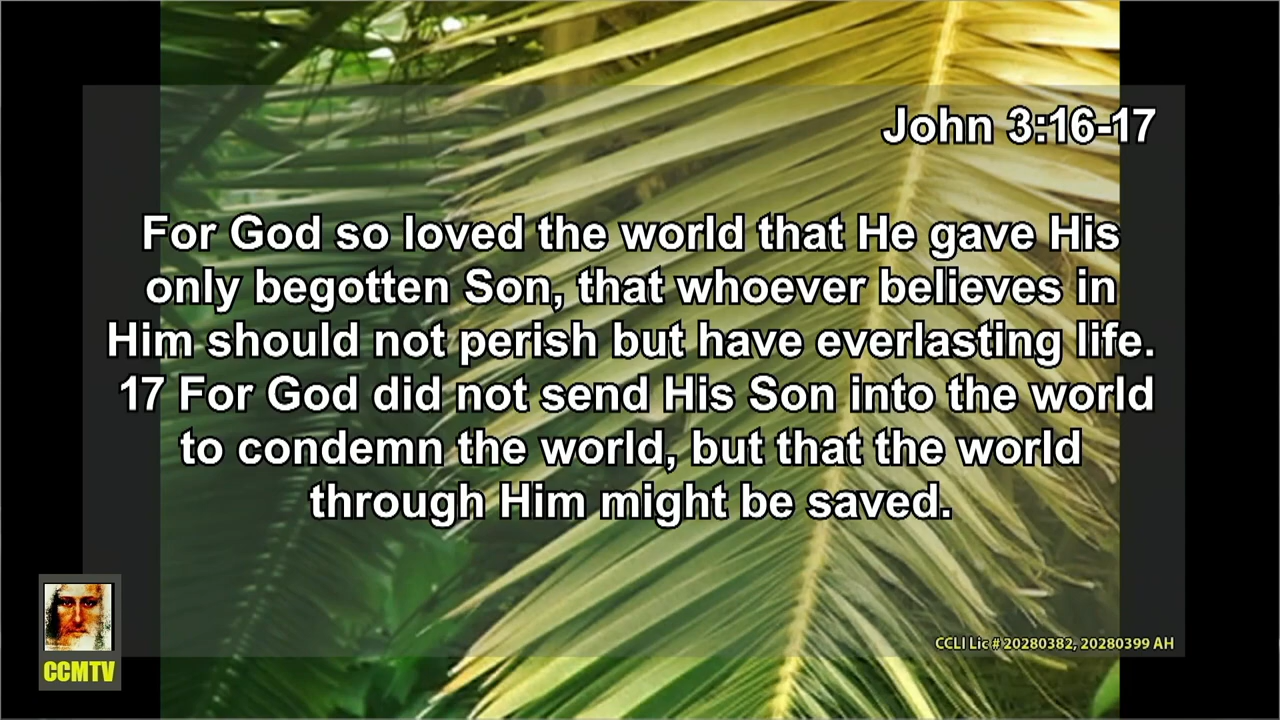 John 3:16-17
For God so loved the world that He gave His
only begotten Son, that whoever believes in
Him should not perish but have everlasting life.
17 For God did not send His Son into the world
to condemn the world, but that the world
through Him might be saved.
CCLI Lic # 20280382, 20280399 AH
CCMTV